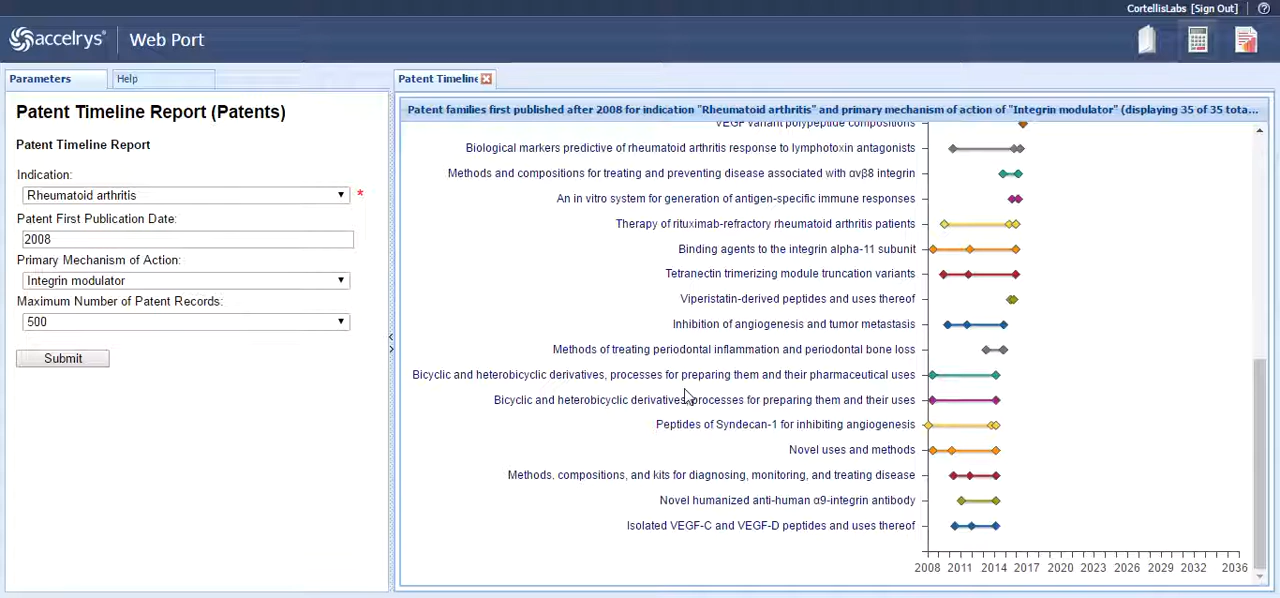 CortellisLabs [Sign Out]
accelrys Web Port
Parameters Help
Patent Timeline Report (Patents)
Patent Timeline Report
Indication:
Rheumatoid arthritis *
Patent First Publication Date:
2008
Primary Mechanism of Action:
Integrin modulator
Maximum Number of Patent Records:
500
Submit
Patent Timeline
Patent families first published after 2008 for indication "Rheumatoid arthritis" and primary mechanism of action of "Integrin modulator" (displaying 35 of 35 tota...
VEGF variant polypeptide compositions
Biological markers predictive of rheumatoid arthritis response to lymphotoxin antagonists
Methods and compositions for treating and preventing disease associated with αvβ8 integrin
An in vitro system for generation of antigen-specific immune responses
Therapy of rituximab-refractory rheumatoid arthritis patients
Binding agents to the integrin alpha-11 subunit
Tetranectin trimerizing module truncation variants
Viperistatin-derived peptides and uses thereof
Inhibition of angiogenesis and tumor metastasis
Methods of treating periodontal inflammation and periodontal bone loss
Bicyclic and heterobicyclic derivatives, processes for preparing them and their pharmaceutical uses
Bicyclic and heterobicyclic derivatives, processes for preparing them and their uses
Peptides of Syndecan-1 for inhibiting angiogenesis
Novel uses and methods
Methods, compositions, and kits for diagnosing, monitoring, and treating disease
Novel humanized anti-human α9-integrin antibody
Isolated VEGF-C and VEGF-D peptides and uses thereof
2008 2011 2014 2017 2020 2023 2026 2029 2032 2036